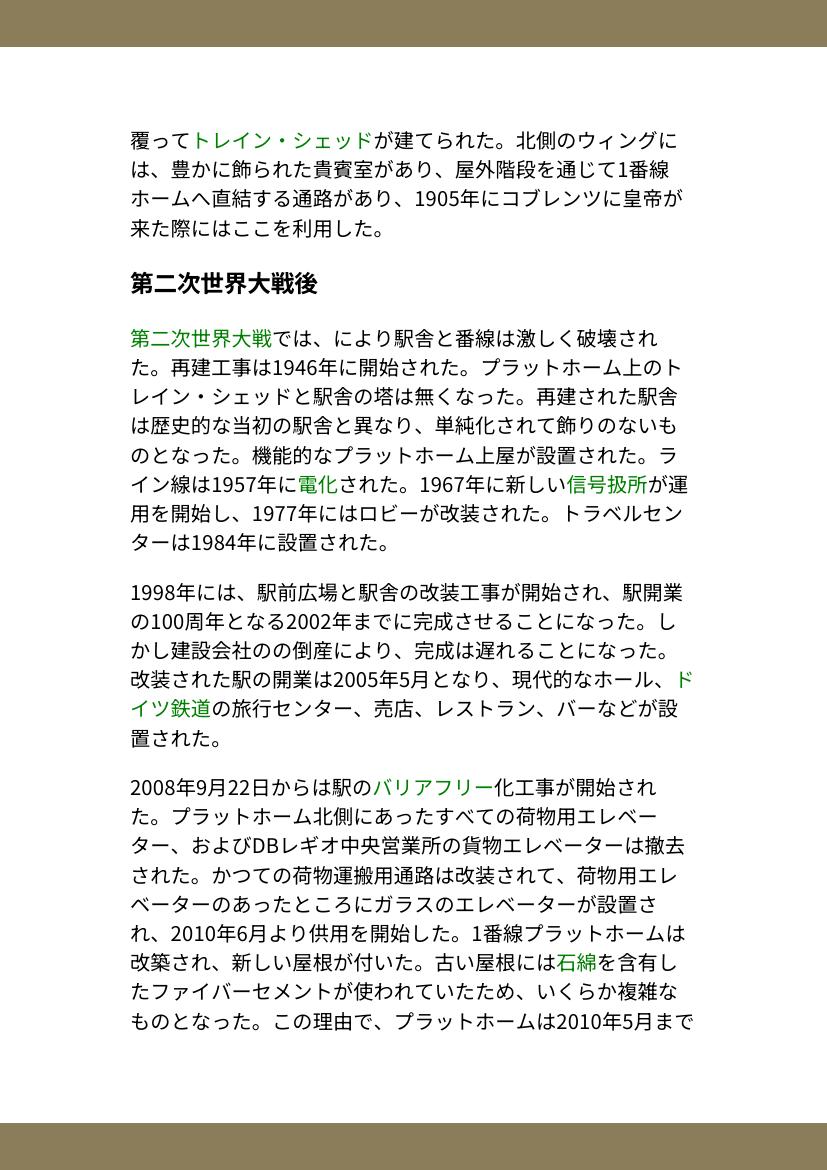 覆ってトレイン・シェッドが建てられた。北側のウィングに
は、豊かに飾られた貴賓室があり、屋外階段を通じて1番線
ホームへ直結する通路があり、1905年にコブレンツに皇帝が
来た際にはここを利用した。
第二次世界大戦後
第二次世界大戦では、により駅舎と番線は激しく破壊され
た。再建工事は1946年に開始された。プラットホーム上のト
レイン・シェッドと駅舎の塔は無くなった。再建された駅舎
は歴史的な当初の駅舎と異なり、単純化されて飾りのないも
のとなった。機能的なプラットホーム上屋が設置された。ラ
イン線は1957年に電化された。1967年に新しい信号扱所が運
用を開始し、1977年にはロビーが改装された。トラベルセン
ターは1984年に設置された。
1998年には、駅前広場と駅舎の改装工事が開始され、駅開業
の100周年となる2002年までに完成させることになった。し
かし建設会社のの倒産により、完成は遅れることになった。
改装された駅の開業は2005年5月となり、現代的なホール、ド
イツ鉄道の旅行センター、売店、レストラン、バーなどが設
置された。
2008年9月22日からは駅のバリアフリー化工事が開始され
た。プラットホーム北側にあったすべての荷物用エレベー
ター、およびDBレギオ中央営業所の貨物エレベーターは撤去
された。かつての荷物運搬用通路は改装されて、荷物用エレ
ベーターのあったところにガラスのエレベーターが設置さ
れ、2010年6月より供用を開始した。1番線プラットホームは
改築され、新しい屋根が付いた。古い屋根には石綿を含有し
たファイバーセメントが使われていたため、いくらか複雑な
ものとなった。この理由で、プラットホームは2010年5月まで